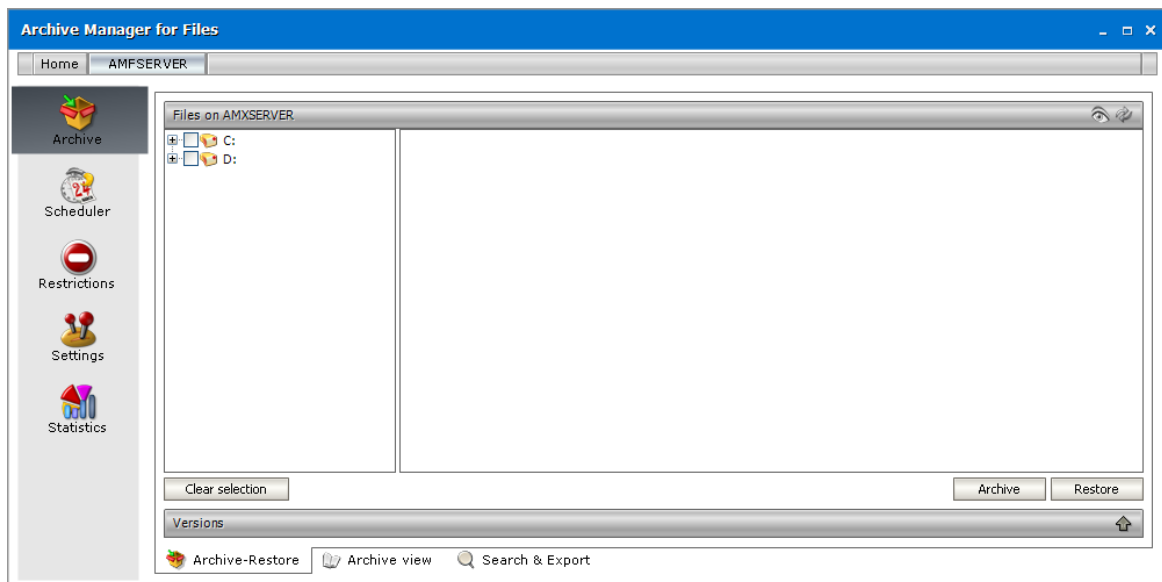 Archive Manager for Files
Home AMFSERVER
Files on AMXSERVER
Archive
C:
D:
24
Scheduler
Restrictions
Settings
Statistics
Clear selection Archive Restore
Versions
Archive-Restore Archive view Search & Export